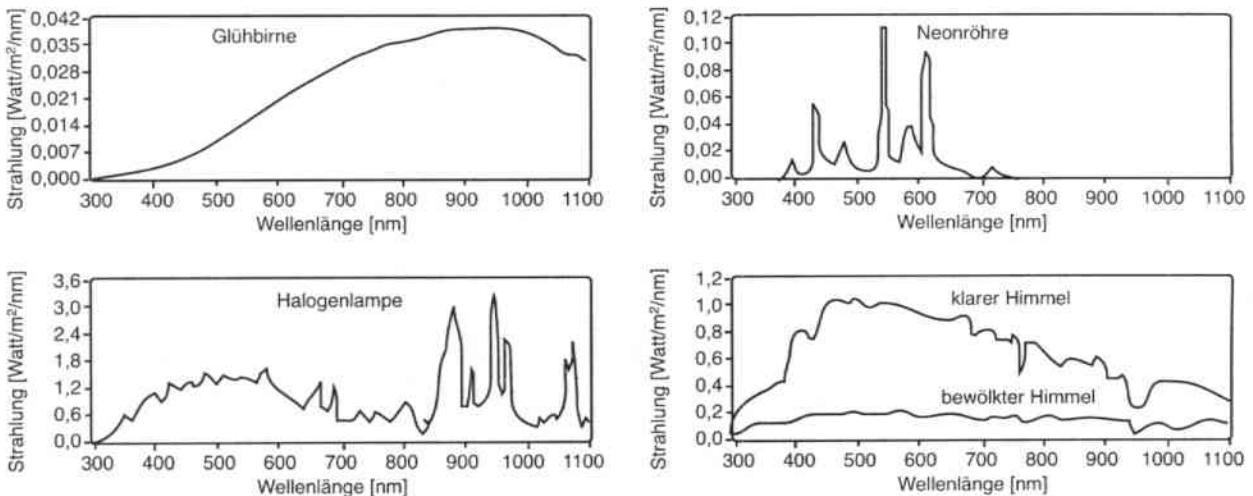 Strahlung [Watt/m²/nm]
0,042
0,035
0,028
0,021
0,014
0,007
0,000
Glühbirne
300 400 500 600 700 800 900 1000 1100
Wellenlänge [nm]
Strahlung [Watt/m²/nm]
0,12
0,10
0,08
0,06
0,04
0,02
0,00
Neonröhre
300 400 500 600 700 800 900 1000 1100
Wellenlänge [nm]
Strahlung [Watt/m²/nm]
3,6
3,0
2,4
1,8
1,2
0,6
0,0
Halogenlampe
300 400 500 600 700 800 900 1000 1100
Wellenlänge [nm]
Strahlung [Watt/m²/nm]
1,2
1,0
0,8
0,6
0,4
0,2
0,0
klarer Himmel
bewölkter Himmel
300 400 500 600 700 800 900 1000 1100
Wellenlänge [nm]